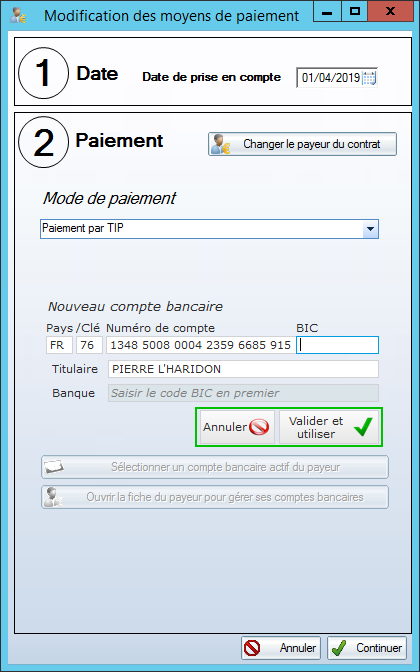 Modification des moyens de paiement
1 Date Date de prise en compte 01/04/2019
2 Paiement Changer le payeur du contrat
Mode de paiement
Paiement par TIP
Nouveau compte bancaire
Pays /Clé Numéro de compte BIC
FR 76 1348 5008 0004 2359 6685 915
Titulaire PIERRE L'HARIDON
Banque Saisir le code BIC en premier
Annuler Valider et
utiliser
Sélectionner un compte bancaire actif du payeur
Ouvrir la fiche du payeur pour gérer ses comptes bancaires
Annuler Continuer